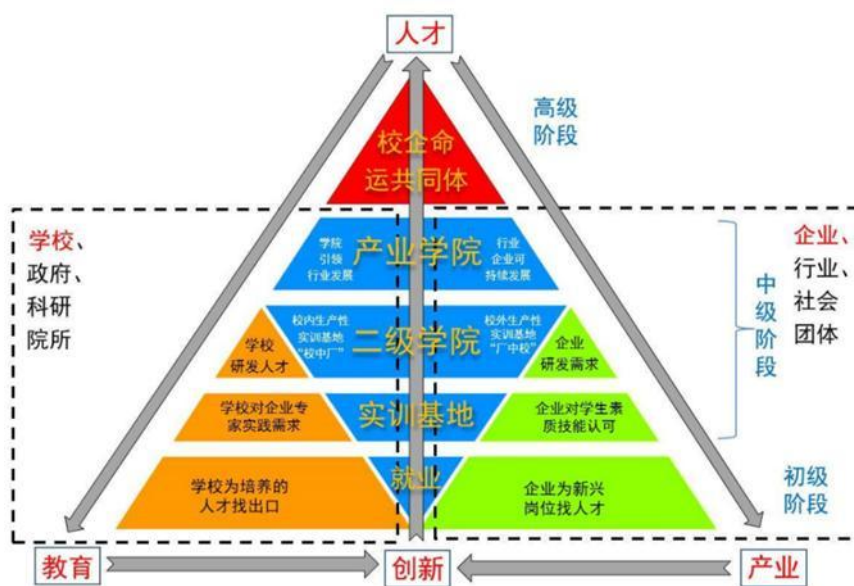 人才
高级
阶段
校企命
运共同体
学校、
政府、
科研
院所
学院
引领
行业发展
产业学院
行业
企业可
持续发展
企业、
行业、
社会
团体
中级阶段
学校
研发人才
校内生产性
实训基地
“校中厂”
二级学院
校外生产性
实训基地
“厂中校”
企业
研发需求
学校对企业专
家实践需求
实训基地
企业对学生素
质技能认可
初级
阶段
学校为培养的
人才找出口
就业
企业为新兴
岗位找人才
教育
创新
产业